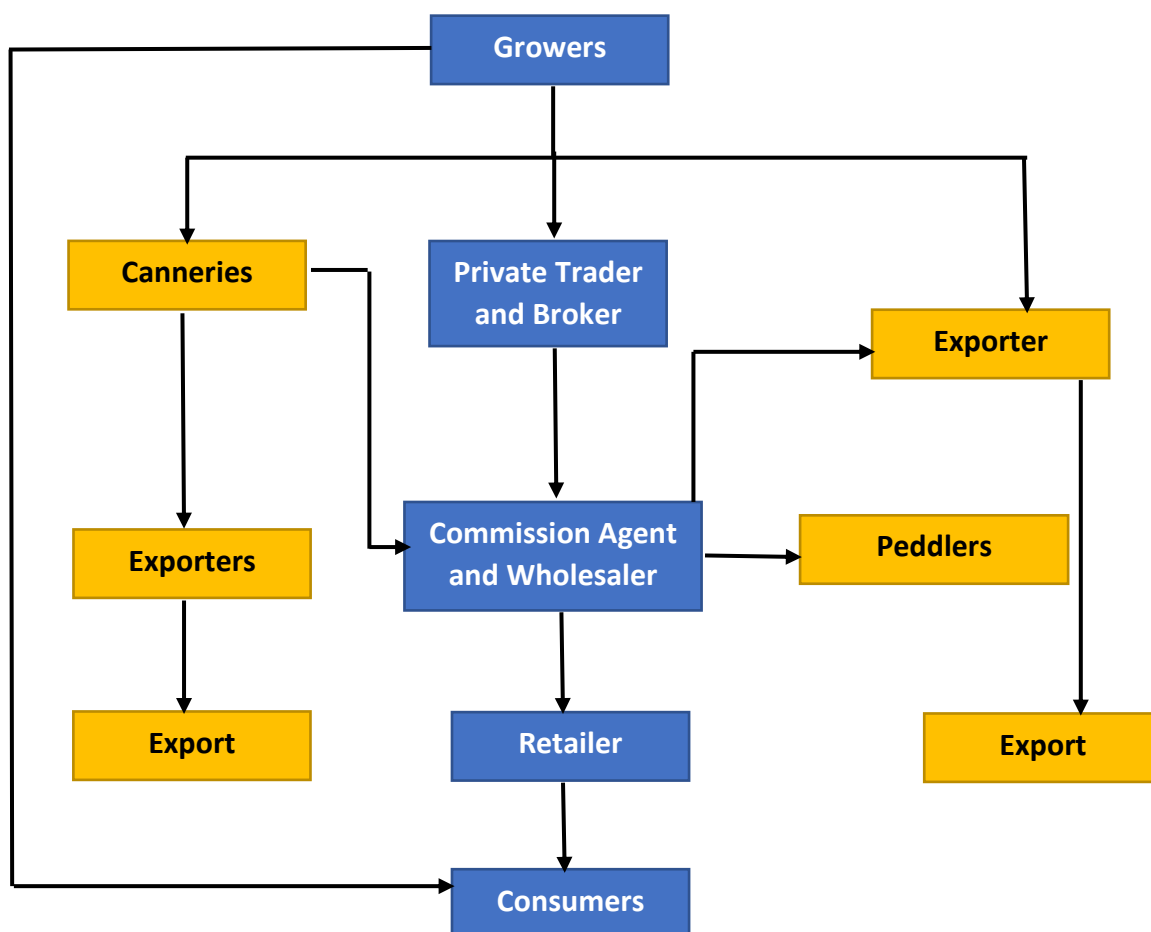 Growers
Canneries
Private Trader
and Broker
Exporter
Commission Agent
and Wholesaler
Peddlers
Exporters
Export
Retailer
Export
Consumers